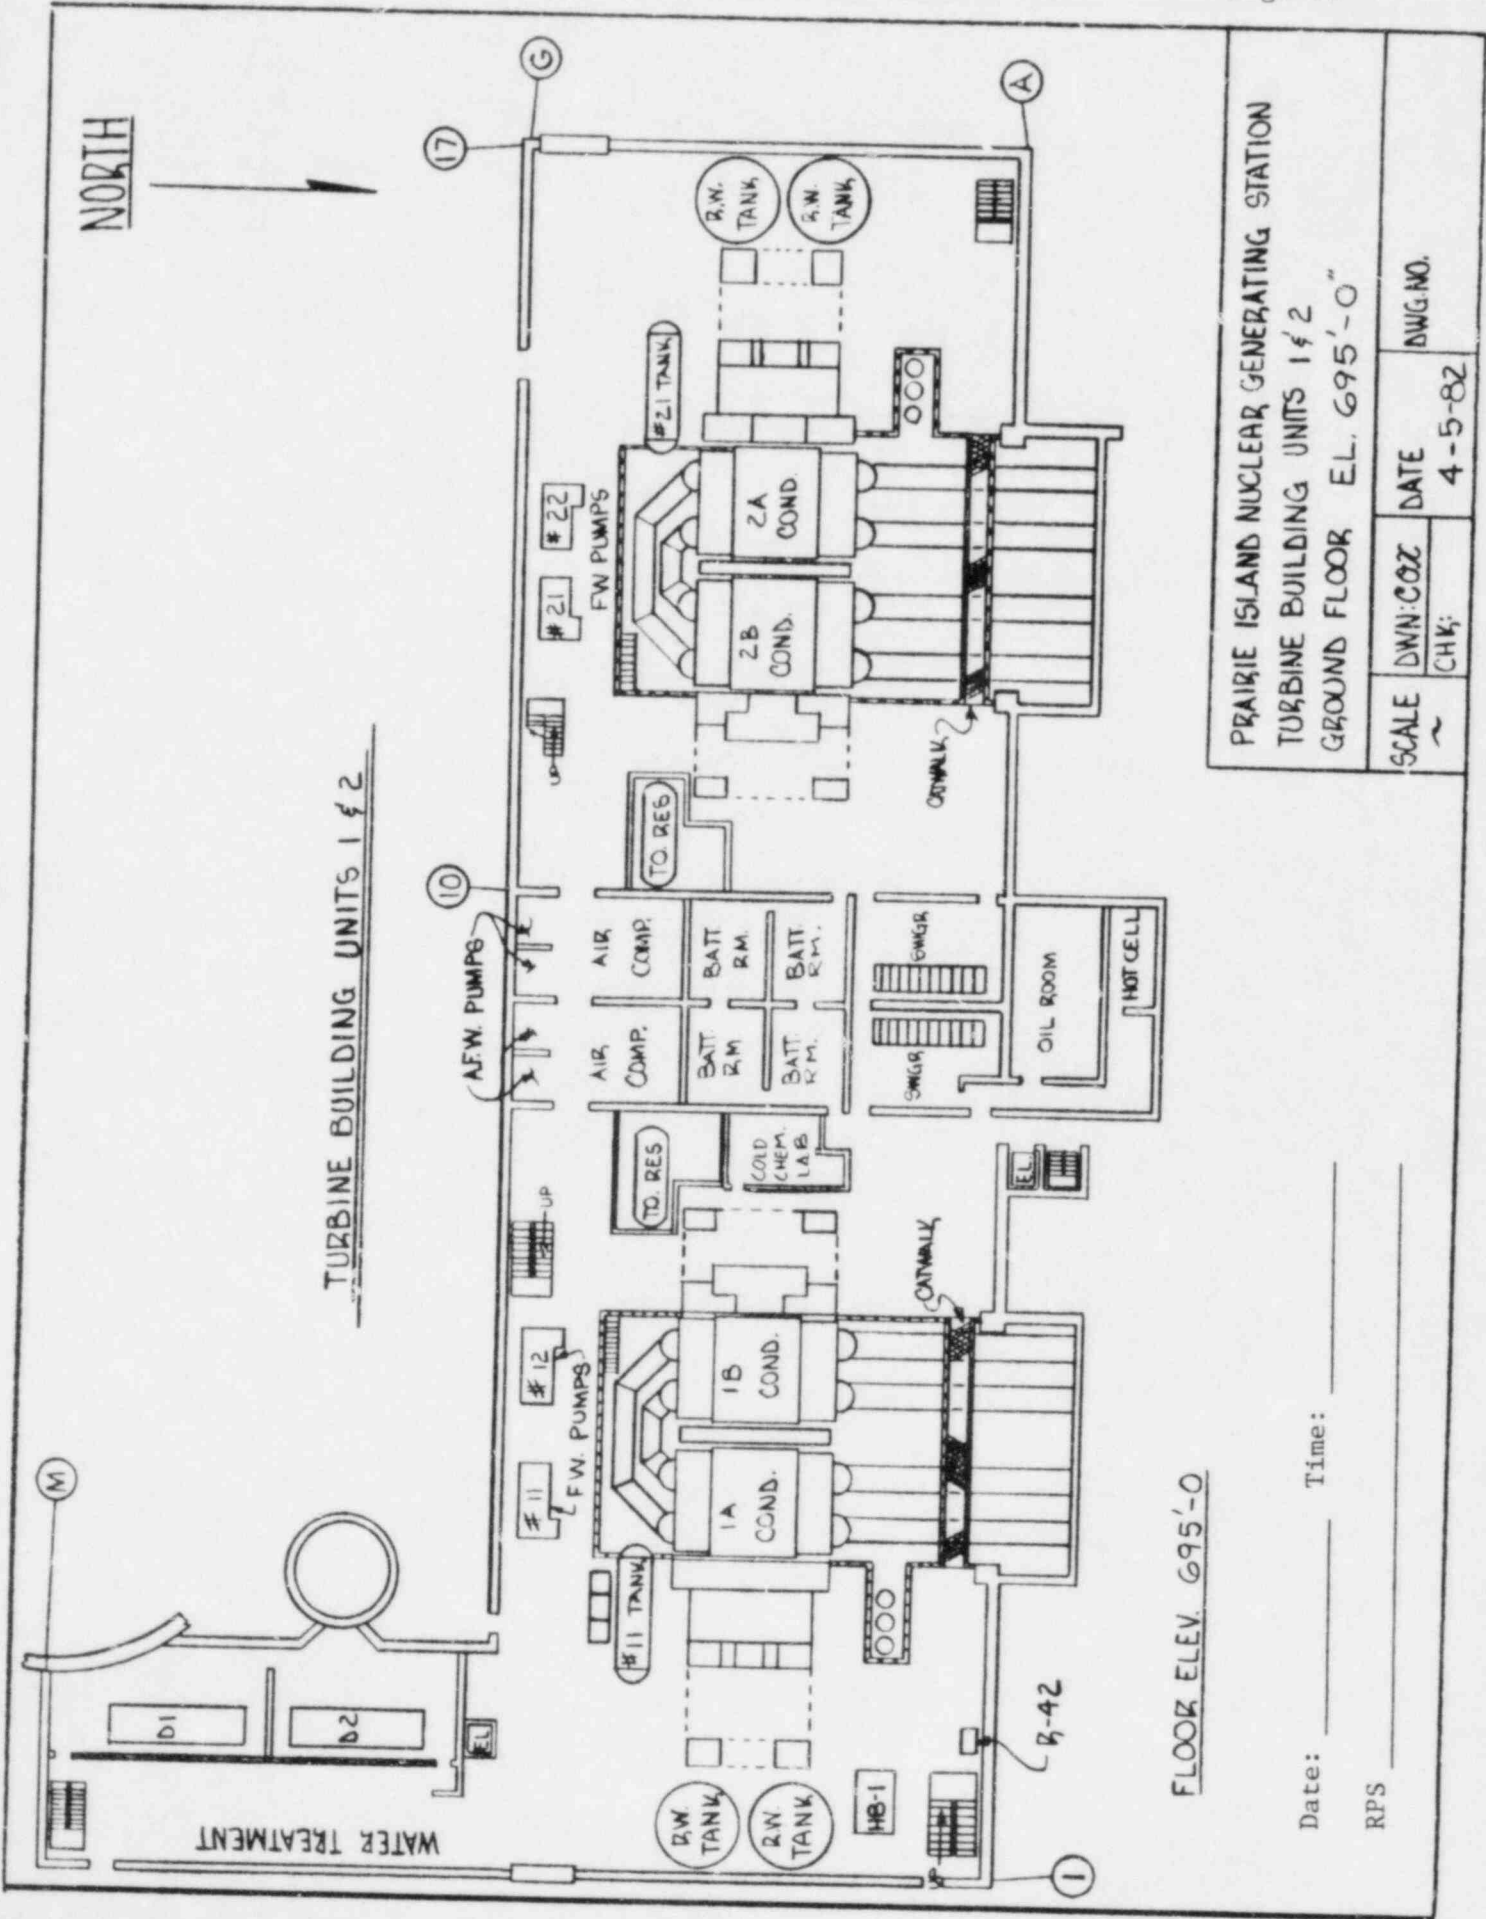 NORTH
G
17
A
M
10
1
TURBINE BUILDING UNITS 1 & 2
R.W.
TANK
R.W.
TANK
#21 TANK
#22
#21
FW PUMPS
2A
COND.
2B
COND.
UP
CATWALK
TO. RES
A.F.W. PUMPS
AIR
COMP.
AIR
COMP.
BATT.
RM.
BATT.
RM.
BATT.
RM
BATT.
RM.
SWGR
SWGR
OIL ROOM
HOT CELL
TO. RES
COLD
CHEM.
LAB
EL.
UP
#12
#11
F.W. PUMPS
1B
COND.
1A
COND.
CATWALK
#11 TANK
D1
D2
EL
WATER TREATMENT
R.W.
TANK
R.W.
TANK
HB-1
UP
R-42
FLOOR ELEV. 695'-0
Date: Time:
RPS
PRAIRIE ISLAND NUCLEAR GENERATING STATION
TURBINE BUILDING UNITS 1 & 2
GROUND FLOOR EL. 695'-0"
SCALE
~
DWN: COX
CHK:
DATE
4-5-82
DWG.NO.